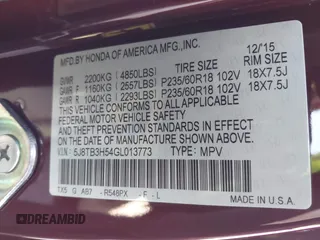 MFD.BY HONDA OF AMERICA MFG.,INC. 12/15
TIRE SIZE RIM SIZE
GVWR 2200KG (4850LBS)
GAWR F 1160KG (2557LBS) P235/60R18 102V 18X7.5J
GAWR R 1040KG (2293LBS) P235/60R18 102V 18X7.5J
THIS VEHICLE CONFORMS TO ALL APPLICABLE
FEDERAL MOTOR VEHICLE SAFETY
AND THEFT PREVENTION STANDARDS IN
EFFECT ON THE DATE OF MANUFACTURE
SHOWN ABOVE.
V.I.N.: 5J8TB3H54GL013773 TYPE: MPV
TX5 G AB7 - R548PX - F - L
© DREAMBID